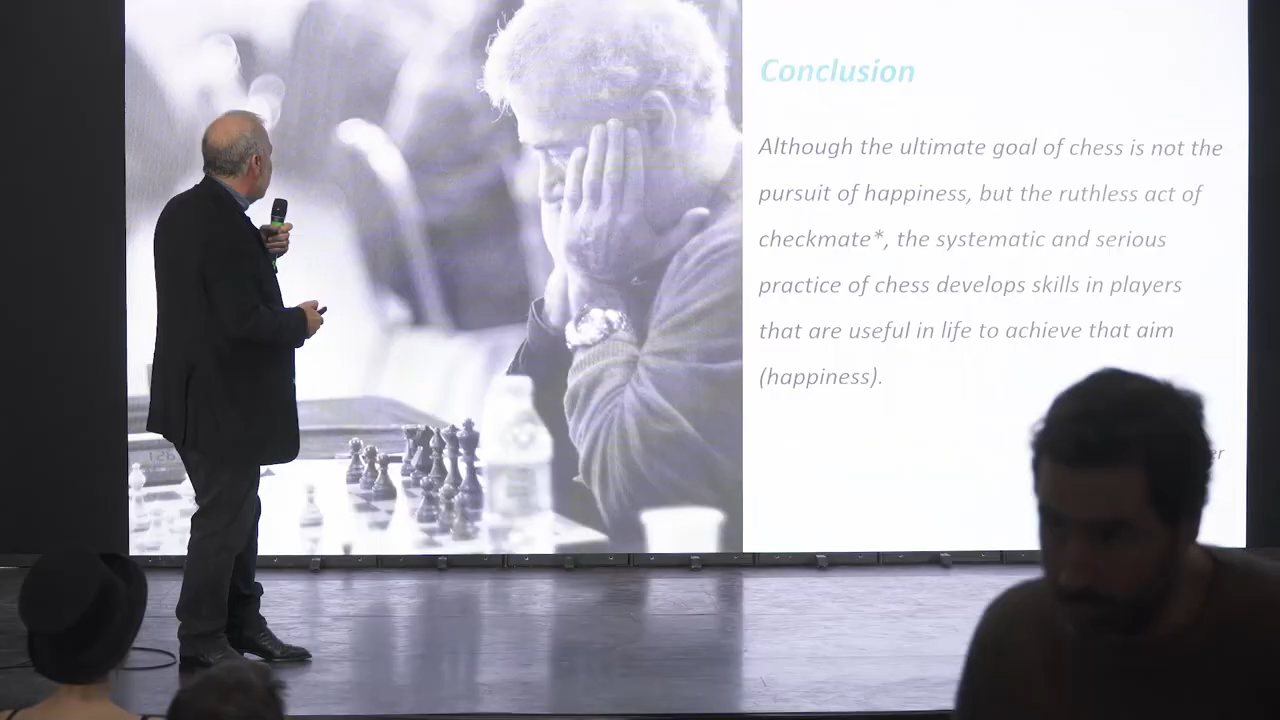 Conclusion
Although the ultimate goal of chess is not the
pursuit of happiness, but the ruthless act of
checkmate*, the systematic and serious
practice of chess develops skills in players
that are useful in life to achieve that aim
(happiness).